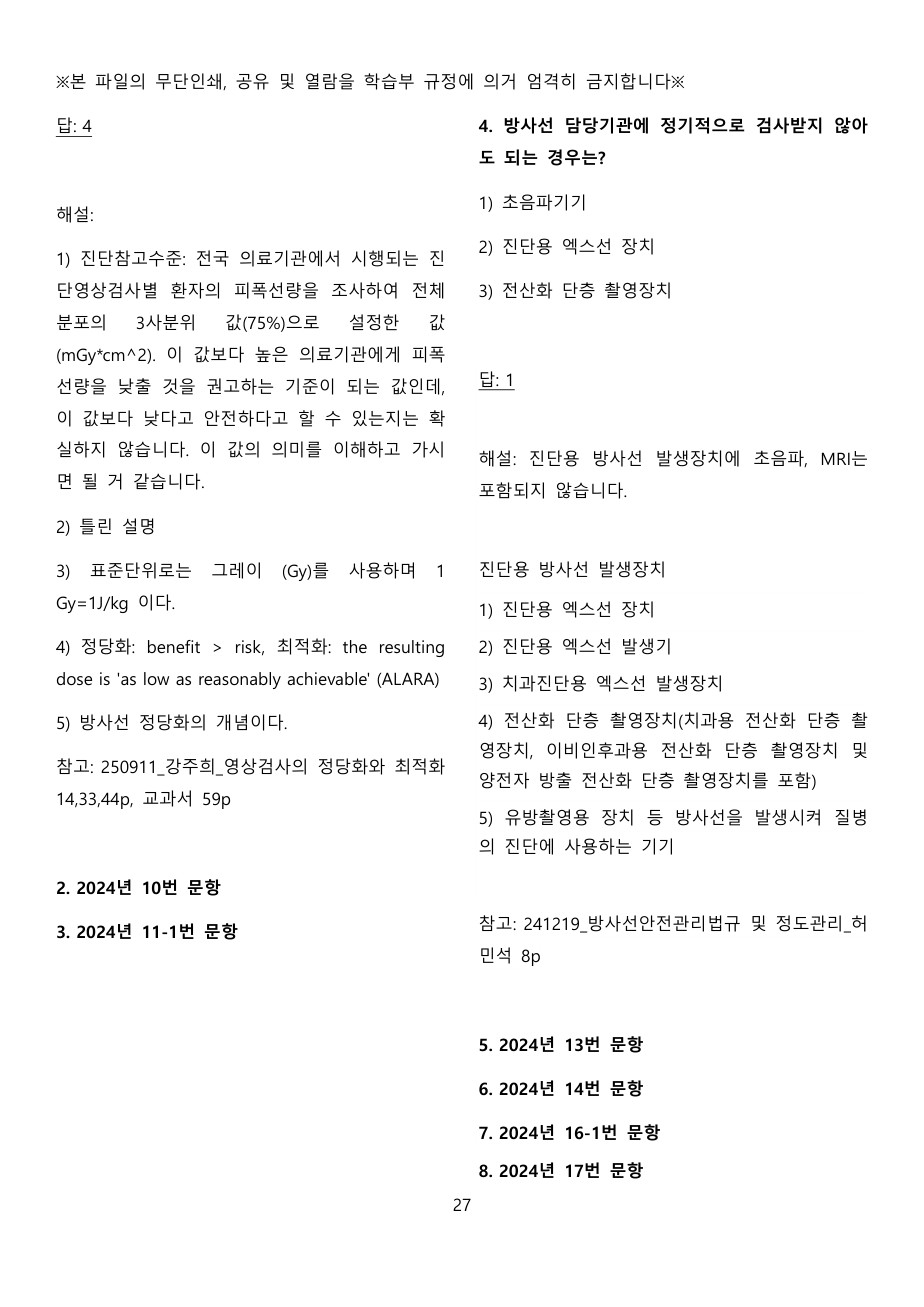 ※본 파일의 무단인쇄, 공유 및 열람을 학습부 규정에 의거 엄격히 금지합니다※
답: 4
해설:
1) 진단참고수준: 전국 의료기관에서 시행되는 진
단영상검사별 환자의 피폭선량을 조사하여 전체
분포의 3사분위 값(75%)으로 설정한 값
(mGy*cm^2). 이 값보다 높은 의료기관에게 피폭
선량을 낮출 것을 권고하는 기준이 되는 값인데,
이 값보다 낮다고 안전하다고 할 수 있는지는 확
실하지 않습니다. 이 값의 의미를 이해하고 가시
면 될 거 같습니다.
2) 틀린 설명
3) 표준단위로는 그레이 (Gy)를 사용하며 1
Gy=1J/kg 이다.
4) 정당화: benefit > risk, 최적화: the resulting
dose is 'as low as reasonably achievable' (ALARA)
5) 방사선 정당화의 개념이다.
참고: 250911_강주희_영상검사의 정당화와 최적화
14,33,44p, 교과서 59p
2. 2024년 10번 문항
3. 2024년 11-1번 문항
4. 방사선 담당기관에 정기적으로 검사받지 않아
도 되는 경우는?
1) 초음파기기
2) 진단용 엑스선 장치
3) 전산화 단층 촬영장치
답: 1
해설: 진단용 방사선 발생장치에 초음파, MRI는
포함되지 않습니다.
진단용 방사선 발생장치
1) 진단용 엑스선 장치
2) 진단용 엑스선 발생기
3) 치과진단용 엑스선 발생장치
4) 전산화 단층 촬영장치(치과용 전산화 단층 촬
영장치, 이비인후과용 전산화 단층 촬영장치 및
양전자 방출 전산화 단층 촬영장치를 포함)
5) 유방촬영용 장치 등 방사선을 발생시켜 질병
의 진단에 사용하는 기기
참고: 241219_방사선안전관리법규 및 정도관리_허
민석 8p
5. 2024년 13번 문항
6. 2024년 14번 문항
7. 2024년 16-1번 문항
8. 2024년 17번 문항
27